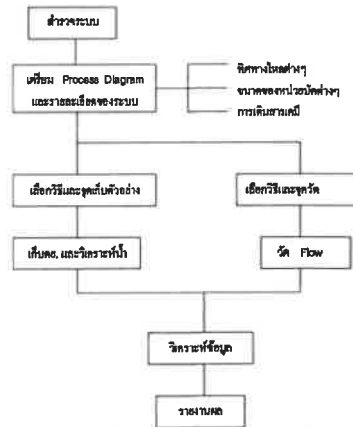 สำรวจระบบ
เตรียม Process Diagram
และรายละเอียดของระบบ
ทิศทางไหลต่างๆ
ขนาดของหน่วยบัดต่างๆ
การเติมสารเคมี
เลือกวิธีและจุดเก็บตัวอย่าง
เลือกวิธีและจุดวัด
เก็บตย. และวิเคราะห์น้ำ
วัด Flow
วิเคราะห์ข้อมูล
รายงานผล